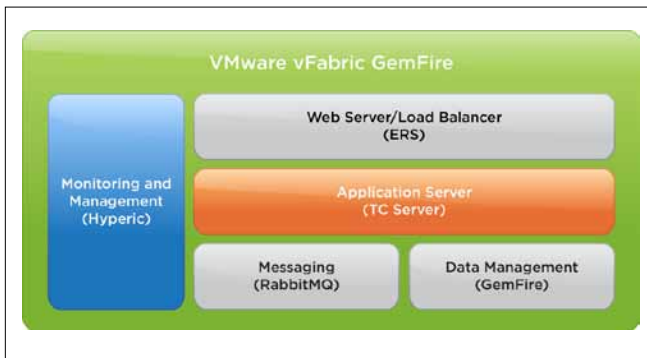 VMware vFabric GemFire
Web Server/Load Balancer
(ERS)
Monitoring and
Management
(Hyperic)
Application Server
(TC Server)
Messaging
(RabbitMQ)
Data Management
(GemFire)